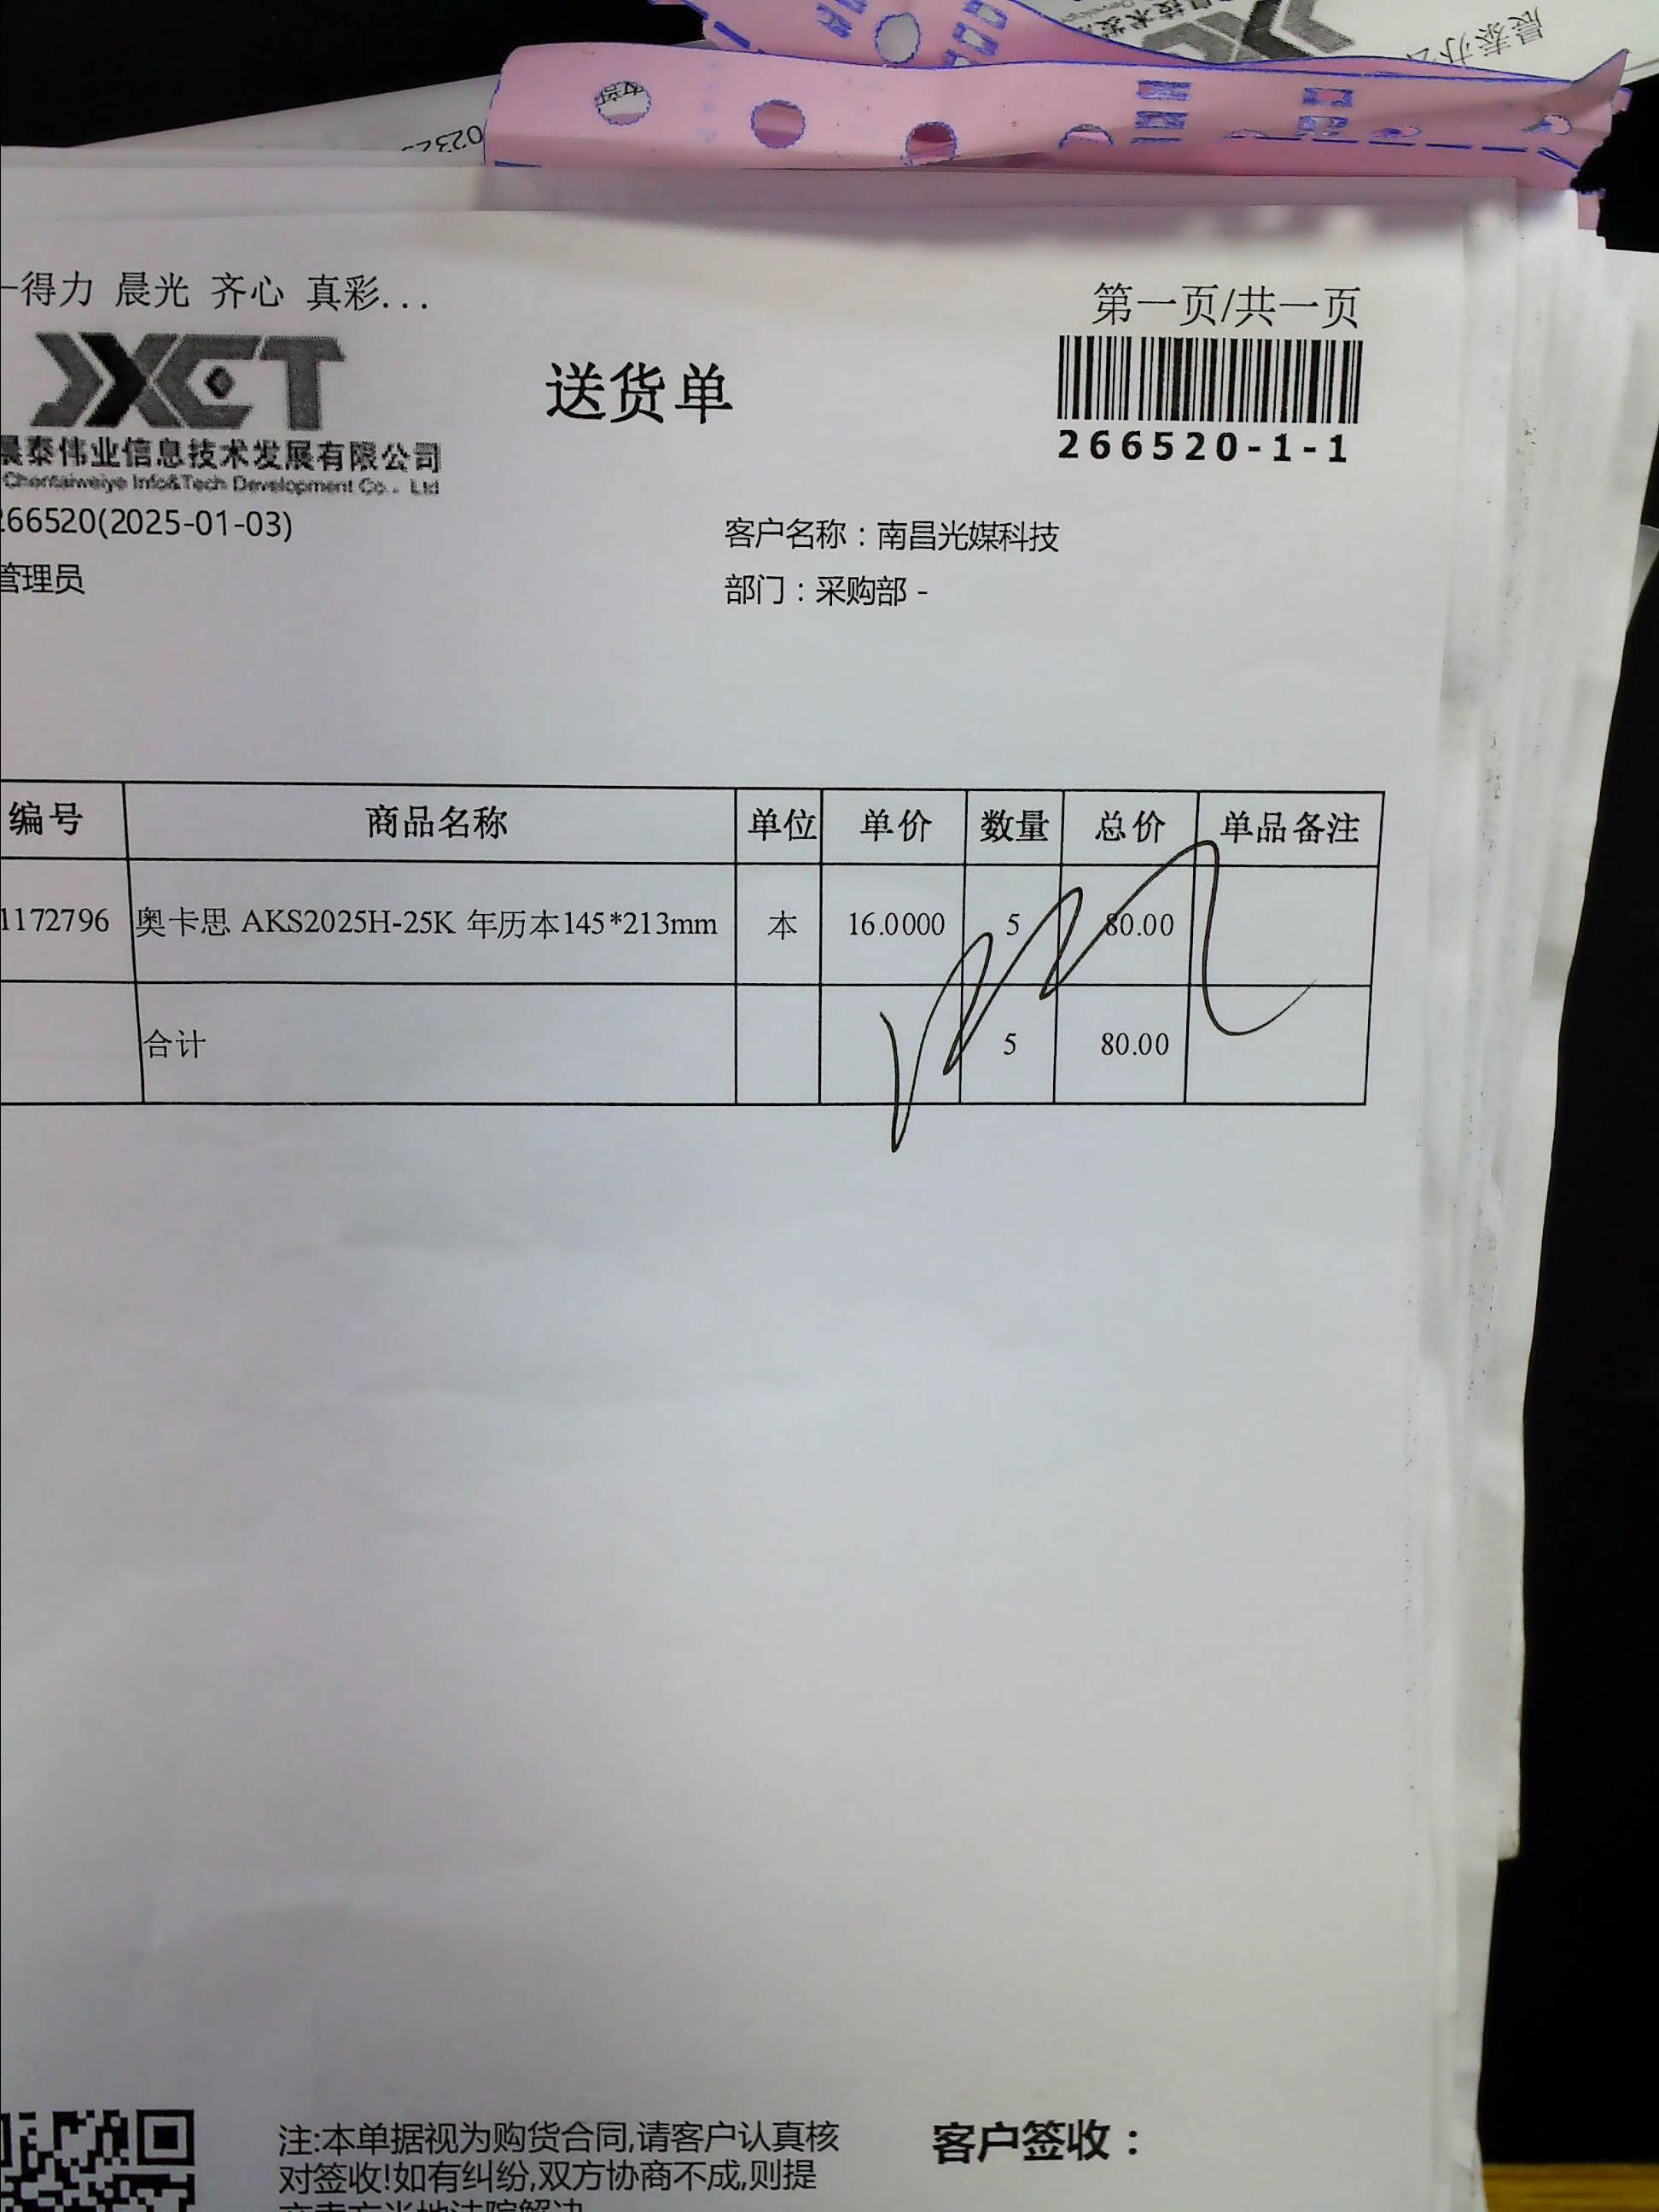 得力 晨光 齐心 真彩...
第一页/共一页
XCT
送货单
266520-1-1
晨泰伟业信息技术发展有限公司
Chentaiweiye Info&Tech Development Co., Ltd
266520(2025-01-03)
客户名称：南昌光媒科技
管理员
部门：采购部 -
编号 商品名称 单位 单价 数量 总价 单品备注
1172796 奥卡思 AKS2025H-25K 年历本145*213mm 本 16.0000 5 80.00
合计 5 80.00
注:本单据视为购货合同,请客户认真核
对签收!如有纠纷,双方协商不成,则提
客户签收：